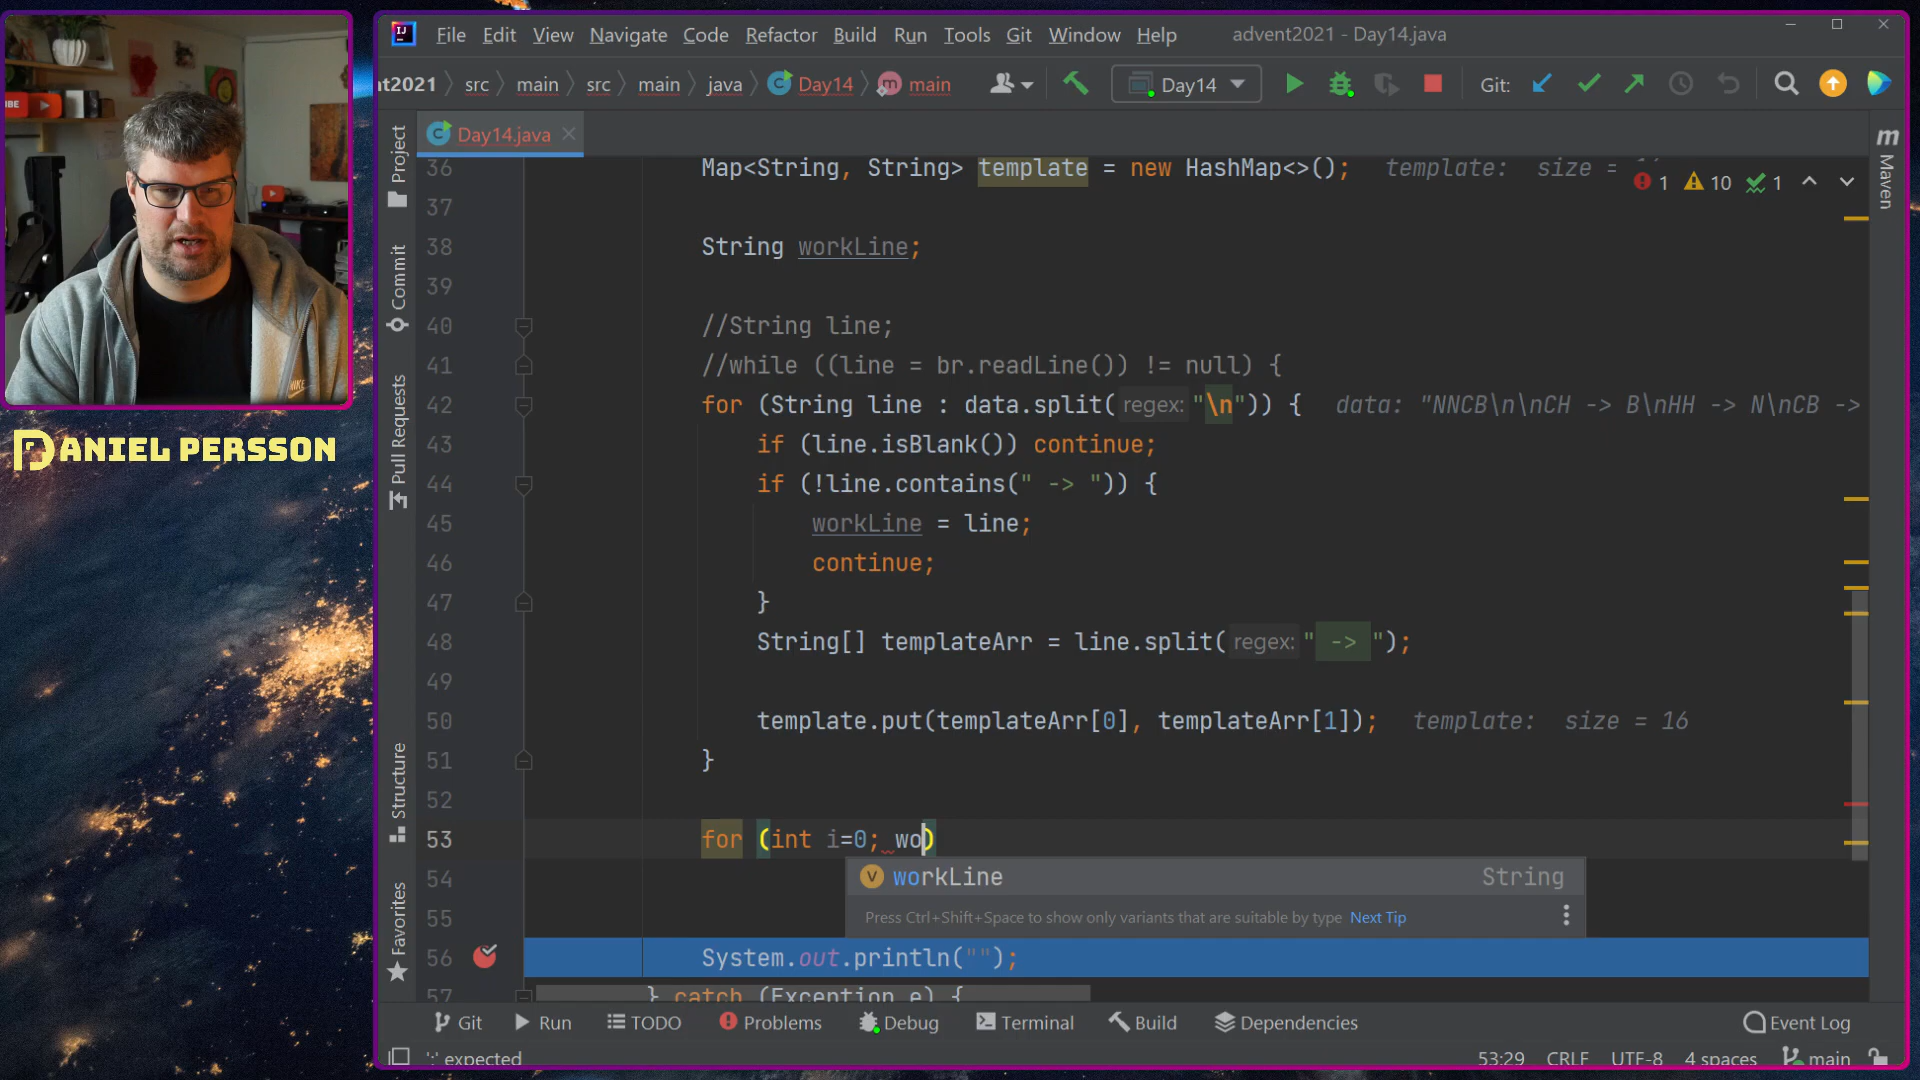 File Edit View Navigate Code Refactor Build Run Tools Git Window Help advent2021 - Day14.java
nt2021 src main src main java Day14 main Day14 Git:
Day14.java
Project
Commit
Pull Requests
Structure
Favorites
m
Maven
1 10 1
36 Map<String, String> template = new HashMap<>(); template: size =
37
38 String workLine;
39
40 //String line;
41 //while ((line = br.readLine()) != null) {
42 for (String line : data.split( regex: "\n")) { data: "NNCB\n\nCH -> B\nHH -> N\nCB ->
43 if (line.isBlank()) continue;
44 if (!line.contains(" -> ")) {
45 workLine = line;
46 continue;
47 }
48 String[] templateArr = line.split( regex: " -> ");
49
50 template.put(templateArr[0], templateArr[1]); template: size = 16
51 }
52
53 for (int i=0; wo)
54
workLine String
55
Press Ctrl+Shift+Space to show only variants that are suitable by type Next Tip
56 System.out.println("");
57 } catch (Exception e) {
Git Run TODO Problems Debug Terminal Build Dependencies Event Log
';' expected 53:29 CRLF UTF-8 4 spaces main
DANIEL PERSSON